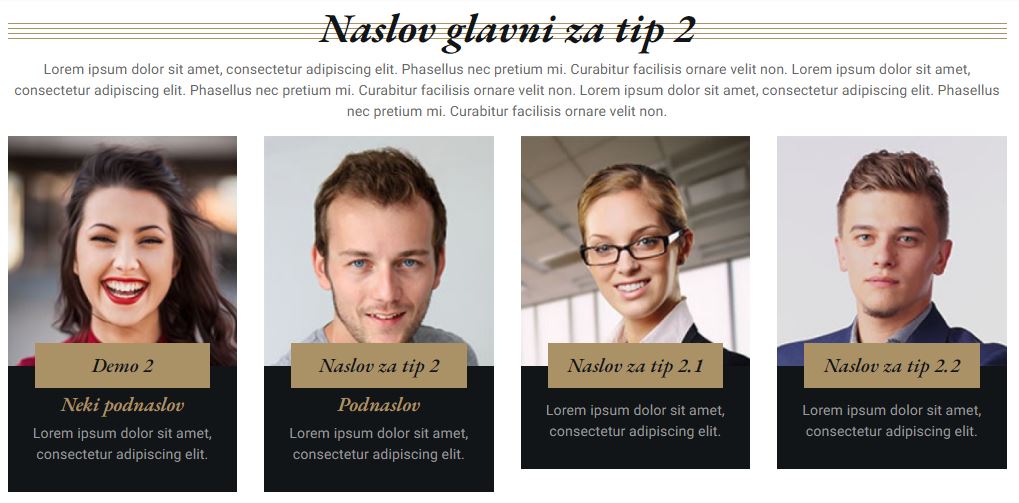 Naslov glavni za tip 2
Lorem ipsum dolor sit amet, consectetur adipiscing elit. Phasellus nec pretium mi. Curabitur facilisis ornare velit non. Lorem ipsum dolor sit amet,
consectetur adipiscing elit. Phasellus nec pretium mi. Curabitur facilisis ornare velit non. Lorem ipsum dolor sit amet, consectetur adipiscing elit. Phasellus
nec pretium mi. Curabitur facilisis ornare velit non.
Demo 2
Neki podnaslov
Lorem ipsum dolor sit amet,
consectetur adipiscing elit.
Naslov za tip 2
Podnaslov
Lorem ipsum dolor sit amet,
consectetur adipiscing elit.
Naslov za tip 2.1
Lorem ipsum dolor sit amet,
consectetur adipiscing elit.
Naslov za tip 2.2
Lorem ipsum dolor sit amet,
consectetur adipiscing elit.